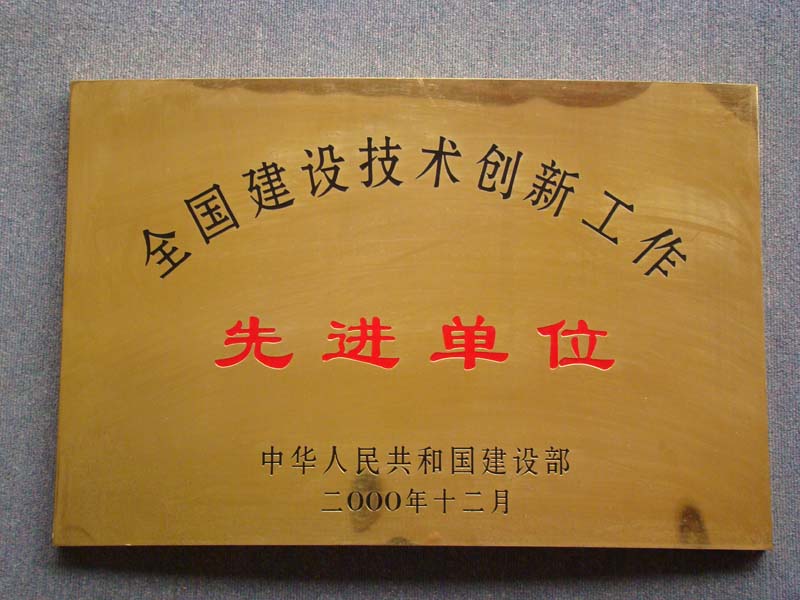 全国建设技术创新工作
先进单位
中华人民共和国建设部
二000年十二月